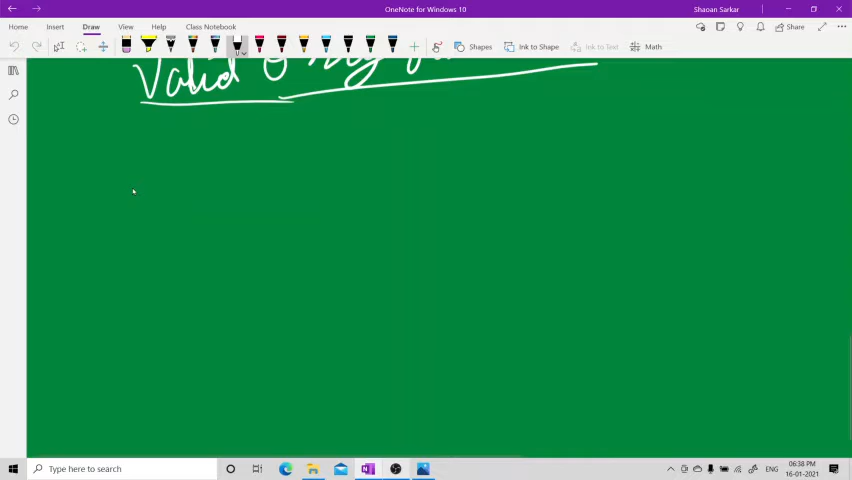 OneNote for Windows 10
Shaoan Sarkar
Home Insert Draw View Help Class Notebook
Share
Shapes Ink to Shape Ink to Text Math
Valid
Type here to search
ENG
06:38 PM
16-01-2021